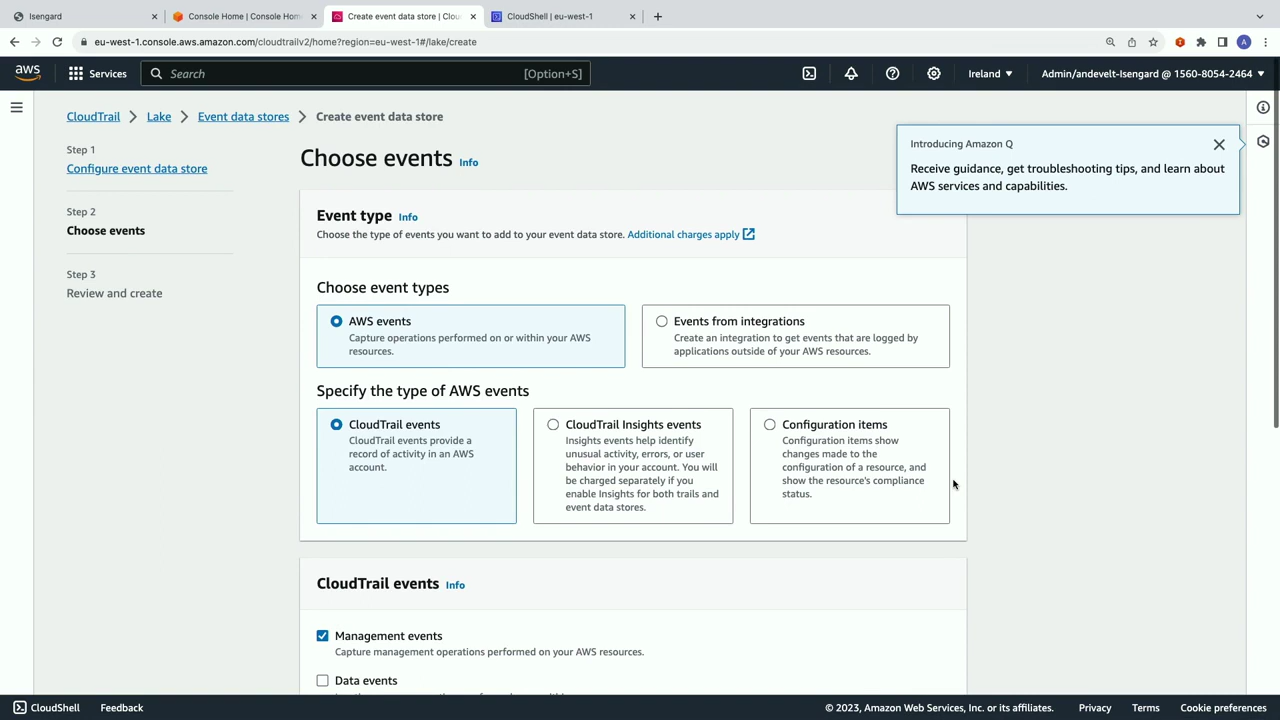 Isengard
Console Home | Console Hom
Create event data store | Clou
CloudShell | eu-west-1
eu-west-1.console.aws.amazon.com/cloudtrailv2/home?region=eu-west-1#/lake/create
A
aws
Services
Search
[Option+S]
Ireland
Admin/andevelt-Isengard @ 1560-8054-2464
CloudTrail
Lake
Event data stores
Create event data store
Step 1
Configure event data store
Step 2
Choose events
Step 3
Review and create
Choose events Info
Introducing Amazon Q
Receive guidance, get troubleshooting tips, and learn about
AWS services and capabilities.
Event type Info
Choose the type of events you want to add to your event data store. Additional charges apply
Choose event types
AWS events
Capture operations performed on or within your AWS
resources.
Events from integrations
Create an integration to get events that are logged by
applications outside of your AWS resources.
Specify the type of AWS events
CloudTrail events
CloudTrail events provide a
record of activity in an AWS
account.
CloudTrail Insights events
Insights events help identify
unusual activity, errors, or user
behavior in your account. You will
be charged separately if you
enable Insights for both trails and
event data stores.
Configuration items
Configuration items show
changes made to the
configuration of a resource, and
show the resource's compliance
status.
CloudTrail events Info
Management events
Capture management operations performed on your AWS resources.
Data events
CloudShell
Feedback
© 2023, Amazon Web Services, Inc. or its affiliates.
Privacy
Terms
Cookie preferences